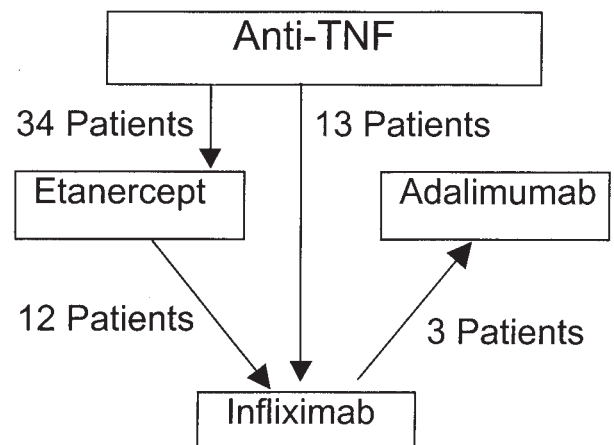 Anti-TNF
34 Patients
13 Patients
Etanercept
Adalimumab
12 Patients
3 Patients
Infliximab